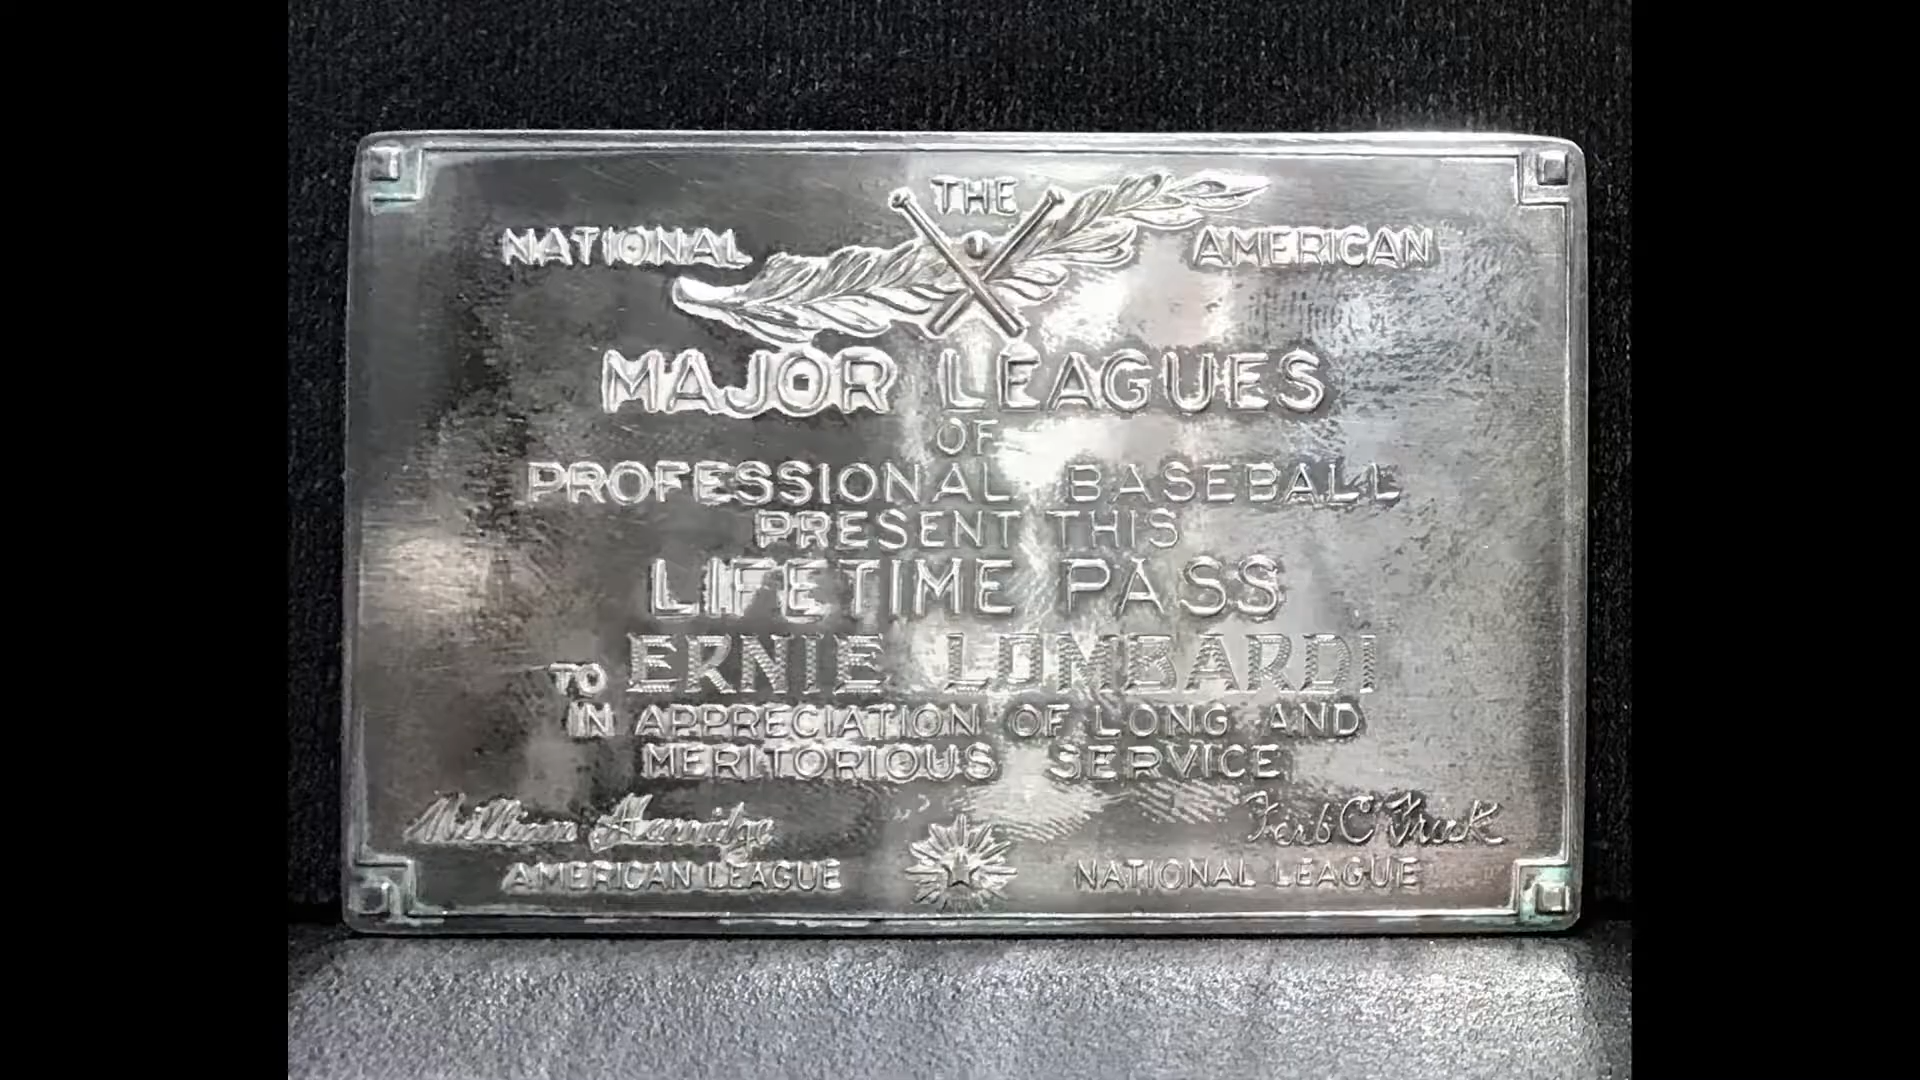 THE
NATIONAL AMERICAN
MAJOR LEAGUES
OF
PROFESSIONAL BASEBALL
PRESENT THIS
LIFETIME PASS
TO ERNIE LOMBARDI
IN APPRECIATION OF LONG AND
MERITORIOUS SERVICE
William Harridge Ford C Frick
AMERICAN LEAGUE NATIONAL LEAGUE